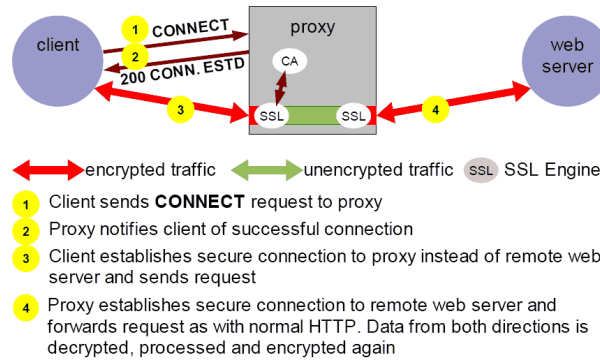 client
1 CONNECT
2
200 CONN. ESTD
proxy
web
server
CA
SSL
SSL
3
4
encrypted traffic
unencrypted traffic
SSL SSL Engine
1 Client sends CONNECT request to proxy
2 Proxy notifies client of successful connection
3 Client establishes secure connection to proxy instead of remote web
server and sends request
4 Proxy establishes secure connection to remote web server and
forwards request as with normal HTTP. Data from both directions is
decrypted, processed and encrypted again